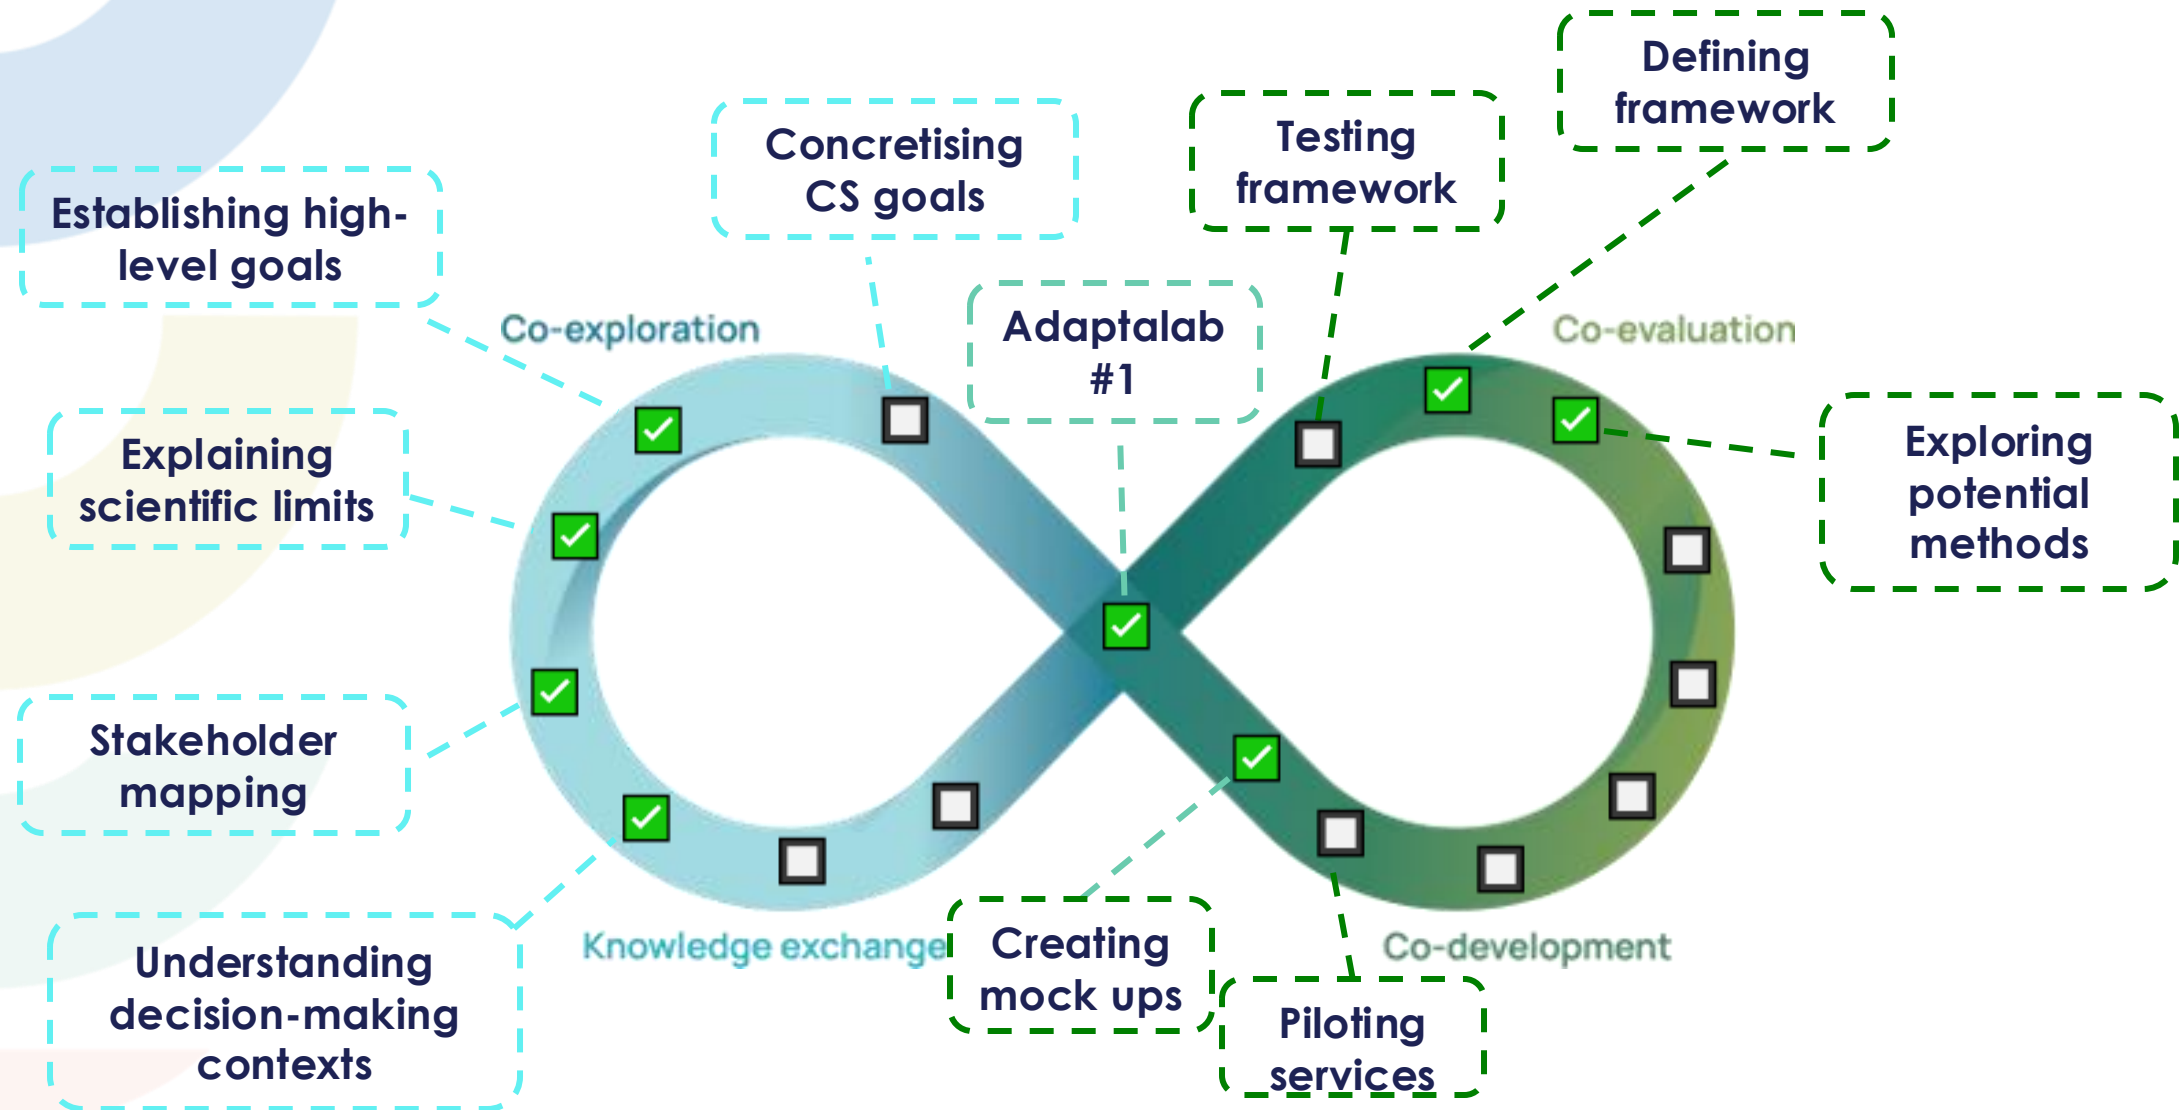 Defining
framework
Testing
framework
Concretising
CS goals
Establishing high-
level goals
Adaptalab
#1
Co-exploration
Co-evaluation
Explaining
scientific limits
Exploring
potential
methods
Stakeholder
mapping
Understanding
decision-making
contexts
Knowledge exchange
Creating
mock ups
Co-development
Piloting
services